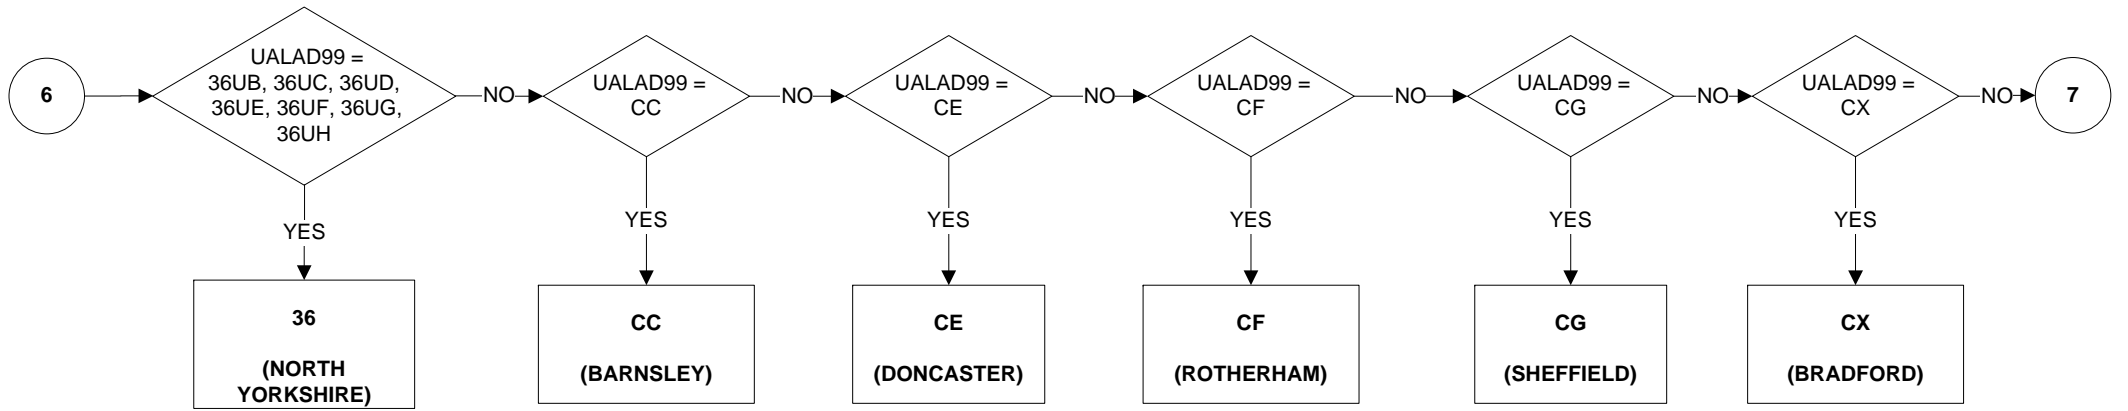 6
UALAD99 =
36UB, 36UC, 36UD,
36UE, 36UF, 36UG,
36UH
NO
UALAD99 =
CC
NO
UALAD99 =
CE
NO
UALAD99 =
CF
NO
UALAD99 =
CG
NO
UALAD99 =
CX
NO
7
YES
YES
YES
YES
YES
YES
36
(NORTH
YORKSHIRE)
CC
(BARNSLEY)
CE
(DONCASTER)
CF
(ROTHERHAM)
CG
(SHEFFIELD)
CX
(BRADFORD)